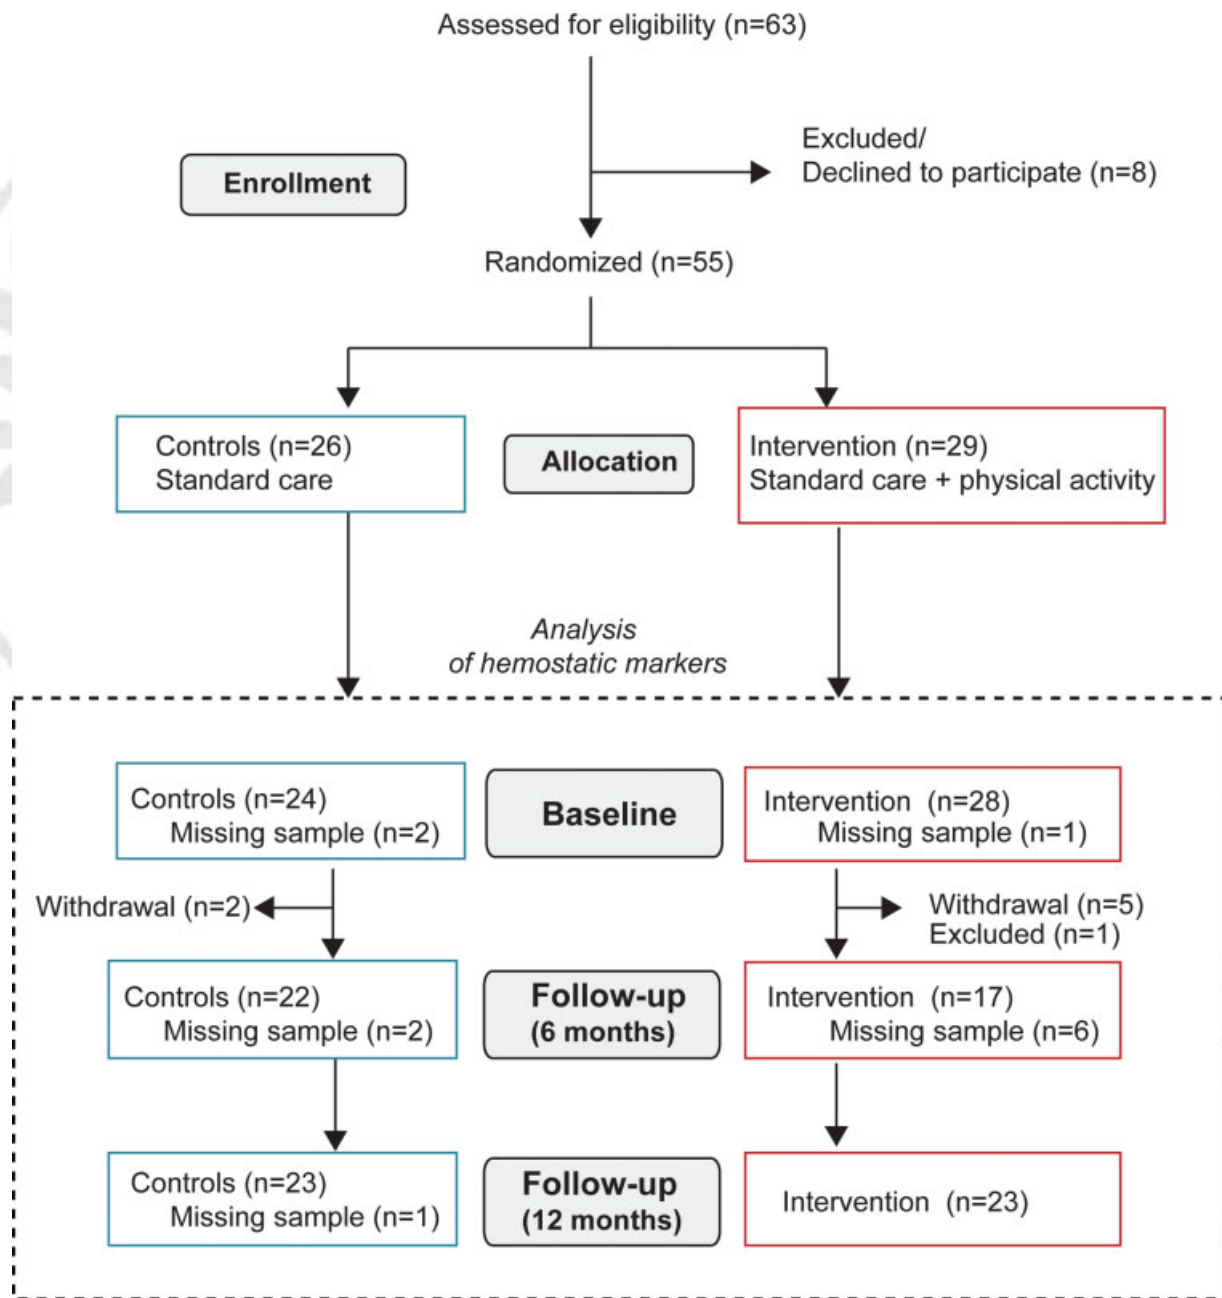 Assessed for eligibility (n=63)
Excluded/
Declined to participate (n=8)
Enrollment
Randomized (n=55)
Controls (n=26)
Standard care
Allocation
Intervention (n=29)
Standard care + physical activity
Analysis
of hemostatic markers
Controls (n=24)
Missing sample (n=2)
Baseline
Intervention (n=28)
Missing sample (n=1)
Withdrawal (n=2)
Withdrawal (n=5)
Excluded (n=1)
Controls (n=22)
Missing sample (n=2)
Follow-up
(6 months)
Intervention (n=17)
Missing sample (n=6)
Controls (n=23)
Missing sample (n=1)
Follow-up
(12 months)
Intervention (n=23)